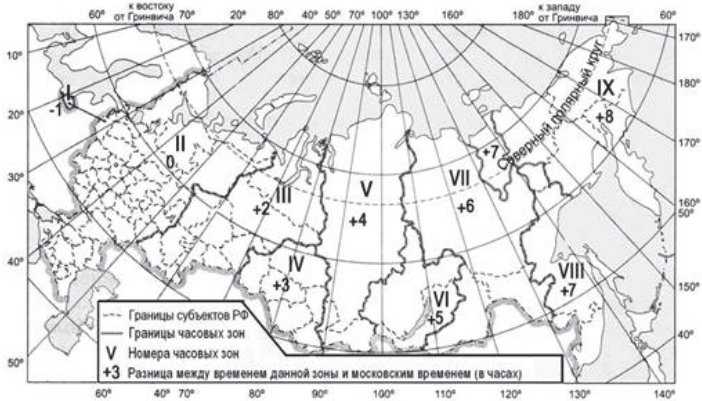 к востоку
от Гринвича
к западу
от Гринвича
60° 70° 20° 80° 30° 90° 40° 50° 70° 100° 130° 160° 170° 180° 60°
10°
20°
30°
40°
50°
170°
180°
170°
160°
50°
150°
40°
140°
Северный полярный круг
I
-1
II
0
III
+2
IV
+3
V
+4
VI
+5
VII
+6
+7
VIII
+7
IX
+8
Границы субъектов РФ
Границы часовых зон
V Номера часовых зон
+3 Разница между временем данной зоны и московским временем (в часах)
60° 40° 70° 80° 90° 100° 110° 120° 130°